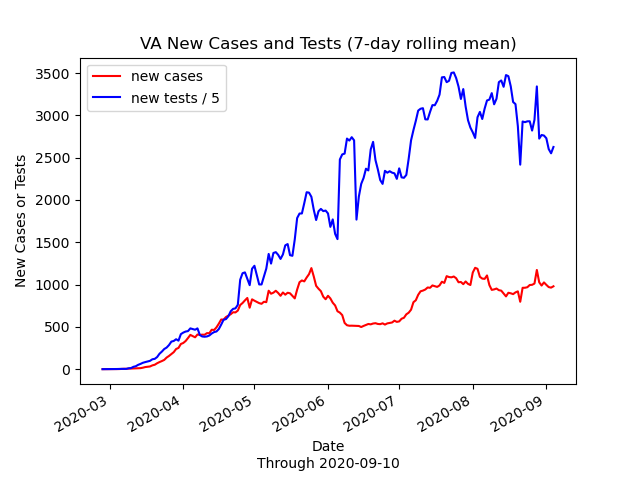 VA New Cases and Tests (7-day rolling mean)
new cases
new tests / 5
3500
3000
2500
2000
1500
1000
500
0
New Cases or Tests
2020-03
2020-04
2020-05
2020-06
2020-07
2020-08
2020-09
Date
Through 2020-09-10